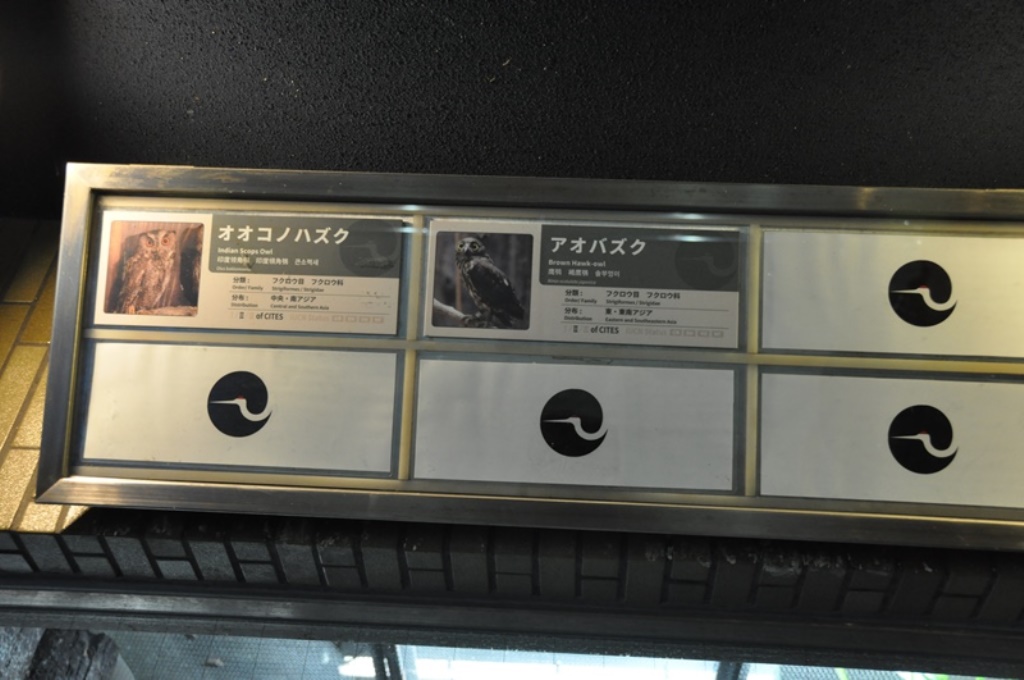 オオコノハズク
Indian Scops Owl
분류
分類： フクロウ目 フクロウ科
Order/Family Strigiformes / Strigidae
分布： 中央・南アジア
Distribution Central and Southern Asia
II of CITES
アオバズク
Brown Hawk-owl
分類： フクロウ目 フクロウ科
Order/Family Strigiformes / Strigidae
分布： 東・東南アジア
Distribution Eastern and Southeastern Asia
II of CITES